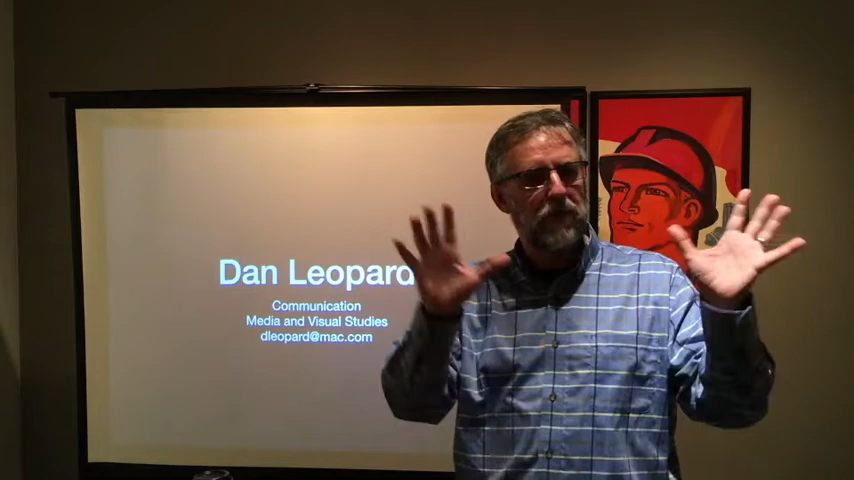 Dan Leopard
Communication
Media and Visual Studies
dleopard@mac.com